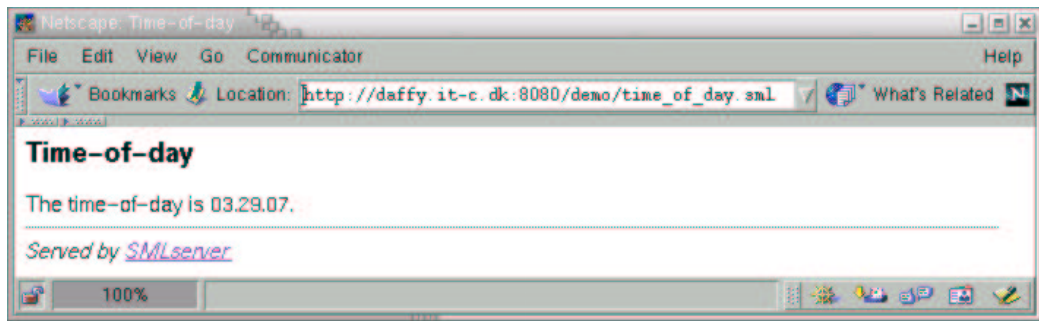 Netscape: Time-of-day
File Edit View Go Communicator Help
Bookmarks Location: http://daffy.it-c.dk:8080/demo/time_of_day.sml What's Related N
Time-of-day
The time-of-day is 03.29.07.
Served by SMLserver
100%